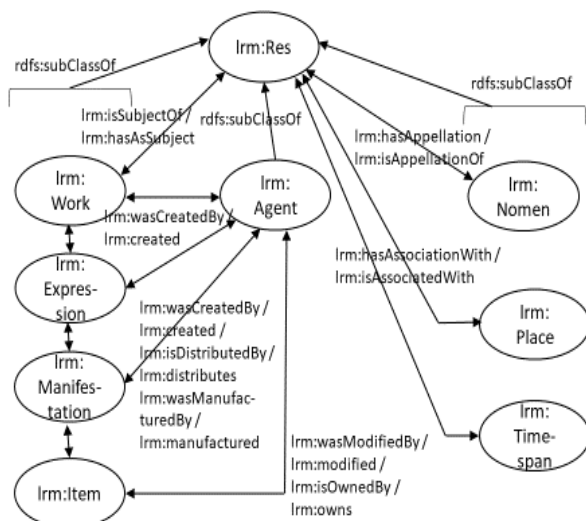 lrm:Res
rdfs:subClassOf
rdfs:subClassOf
lrm:isSubjectOf /
lrm:hasAsSubject
rdfs:subClassOf
lrm:hasAppellation /
lrm:isAppellationOf
lrm:
Work
lrm:
Agent
lrm:
Nomen
lrm:wasCreatedBy /
lrm:created
lrm:hasAssociationWith /
lrm:isAssociatedWith
lrm:
Expres-
sion
lrm:wasCreatedBy /
lrm:created /
lrm:isDistributedBy /
lrm:distributes
lrm:wasManufac-
turedBy /
lrm:manufactured
lrm:
Place
lrm:
Manifes-
tation
lrm:
Time-
span
lrm:wasModifiedBy /
lrm:modified /
lrm:isOwnedBy /
lrm:owns
lrm:Item